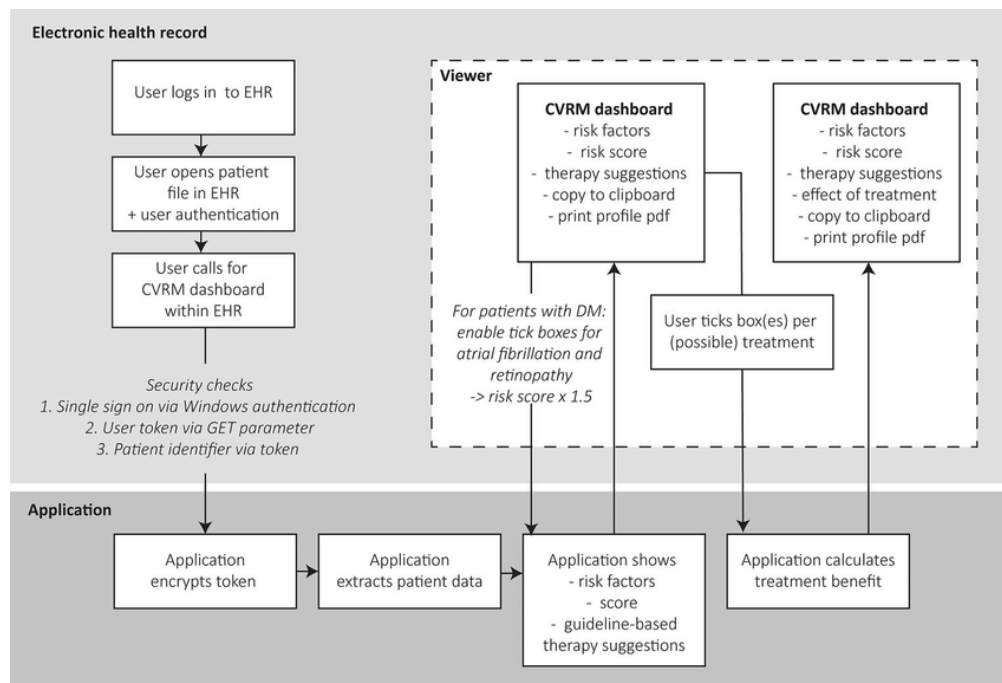 Electronic health record
User logs in to EHR
User opens patient
file in EHR
+ user authentication
User calls for
CVRM dashboard
within EHR
Security checks
1. Single sign on via Windows authentication
2. User token via GET parameter
3. Patient identifier via token
Viewer
CVRM dashboard
- risk factors
- risk score
- therapy suggestions
- copy to clipboard
- print profile pdf
For patients with DM:
enable tick boxes for
atrial fibrillation and
retinopathy
-> risk score x 1.5
User ticks box(es) per
(possible) treatment
CVRM dashboard
- risk factors
- risk score
- therapy suggestions
- effect of treatment
- copy to clipboard
- print profile pdf
Application
Application
encrypts token
Application
extracts patient data
Application shows
- risk factors
- score
- guideline-based
therapy suggestions
Application calculates
treatment benefit